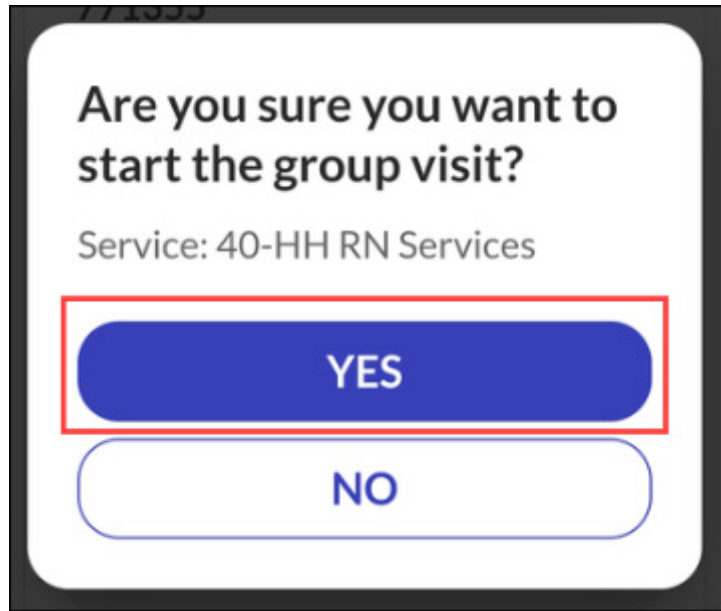 Are you sure you want to
start the group visit?
Service: 40-HH RN Services
YES
NO